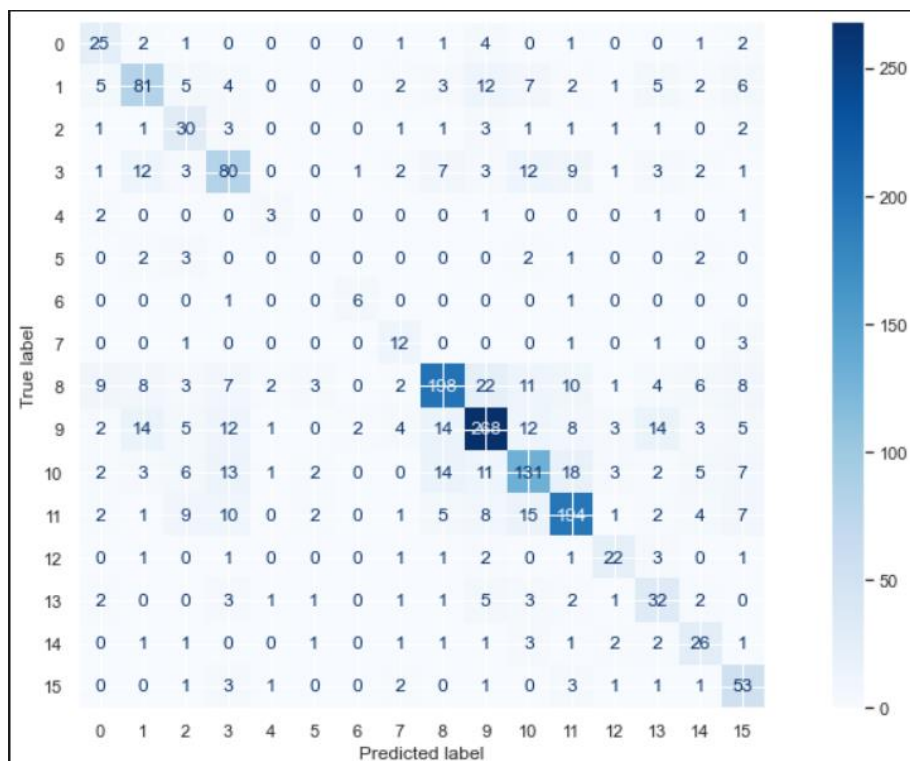 0 25 2 1 0 0 0 0 1 1 4 0 1 0 0 1 2
1 5 81 5 4 0 0 0 2 3 12 7 2 1 5 2 6
2 1 1 30 3 0 0 0 1 1 3 1 1 1 1 0 2
3 1 12 3 80 0 0 1 2 7 3 12 9 1 3 2 1
4 2 0 0 0 3 0 0 0 0 1 0 0 0 1 0 1
5 0 2 3 0 0 0 0 0 0 0 2 1 0 0 2 0
6 0 0 0 1 0 0 6 0 0 0 0 1 0 0 0 0
7 0 0 1 0 0 0 0 12 0 0 0 1 0 1 0 3
8 9 8 3 7 2 3 0 2 198 22 11 10 1 4 6 8
9 2 14 5 12 1 0 2 4 14 268 12 8 3 14 3 5
10 2 3 6 13 1 2 0 0 14 11 131 18 3 2 5 7
11 2 1 9 10 0 2 0 1 5 8 15 194 1 2 4 7
12 0 1 0 1 0 0 0 1 1 2 0 1 22 3 0 1
13 2 0 0 3 1 1 0 1 1 5 3 2 1 32 2 0
14 0 1 1 0 0 1 0 1 1 1 3 1 2 2 26 1
15 0 0 1 3 1 0 0 2 0 1 0 3 1 1 1 53
0 1 2 3 4 5 6 7 8 9 10 11 12 13 14 15
Predicted label
True label
250
200
150
100
50
0